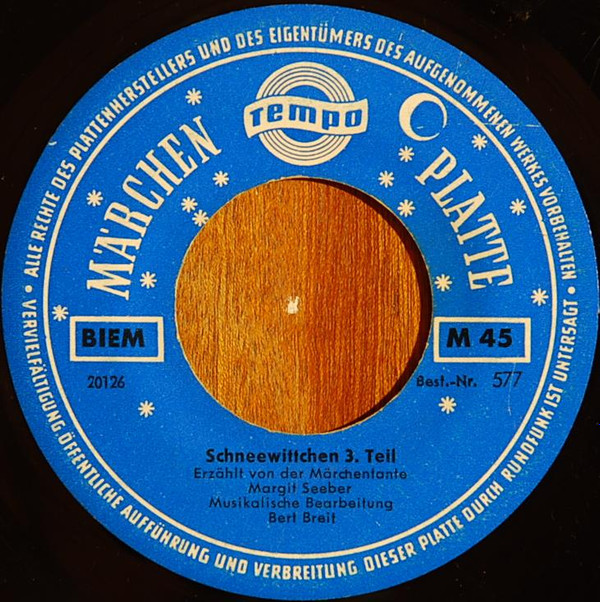 ALLE RECHTE DES PLATTENHERSTELLERS UND DES EIGENTÜMERS DES AUFGENOMMENEN WERKES VORBEHALTEN •
Tempo
MÄRCHEN
PLATTE
BIEM
M 45
20126
Best.-Nr. 577
Schneewittchen 3. Teil
Erzählt von der Märchentante
Margit Seeber
Musikalische Bearbeitung
Bert Breit
• VERVIELFÄLTIGUNG ÖFFENTLICHE AUFFÜHRUNG UND VERBREITUNG DIESER PLATTE DURCH RUNDFUNK IST UNTERSAGT